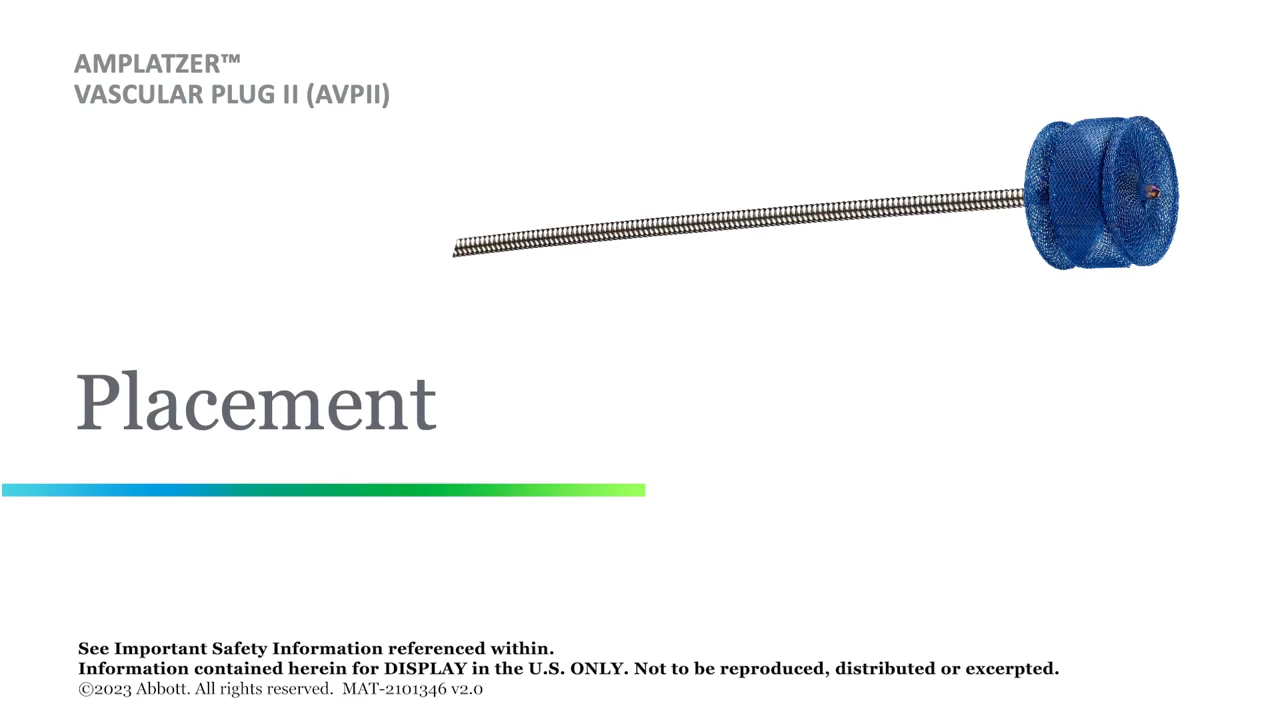 AMPLATZER™
VASCULAR PLUG II (AVPII)
Placement
See Important Safety Information referenced within.
Information contained herein for DISPLAY in the U.S. ONLY. Not to be reproduced, distributed or excerpted.
©2023 Abbott. All rights reserved.  MAT-2101346 v2.0